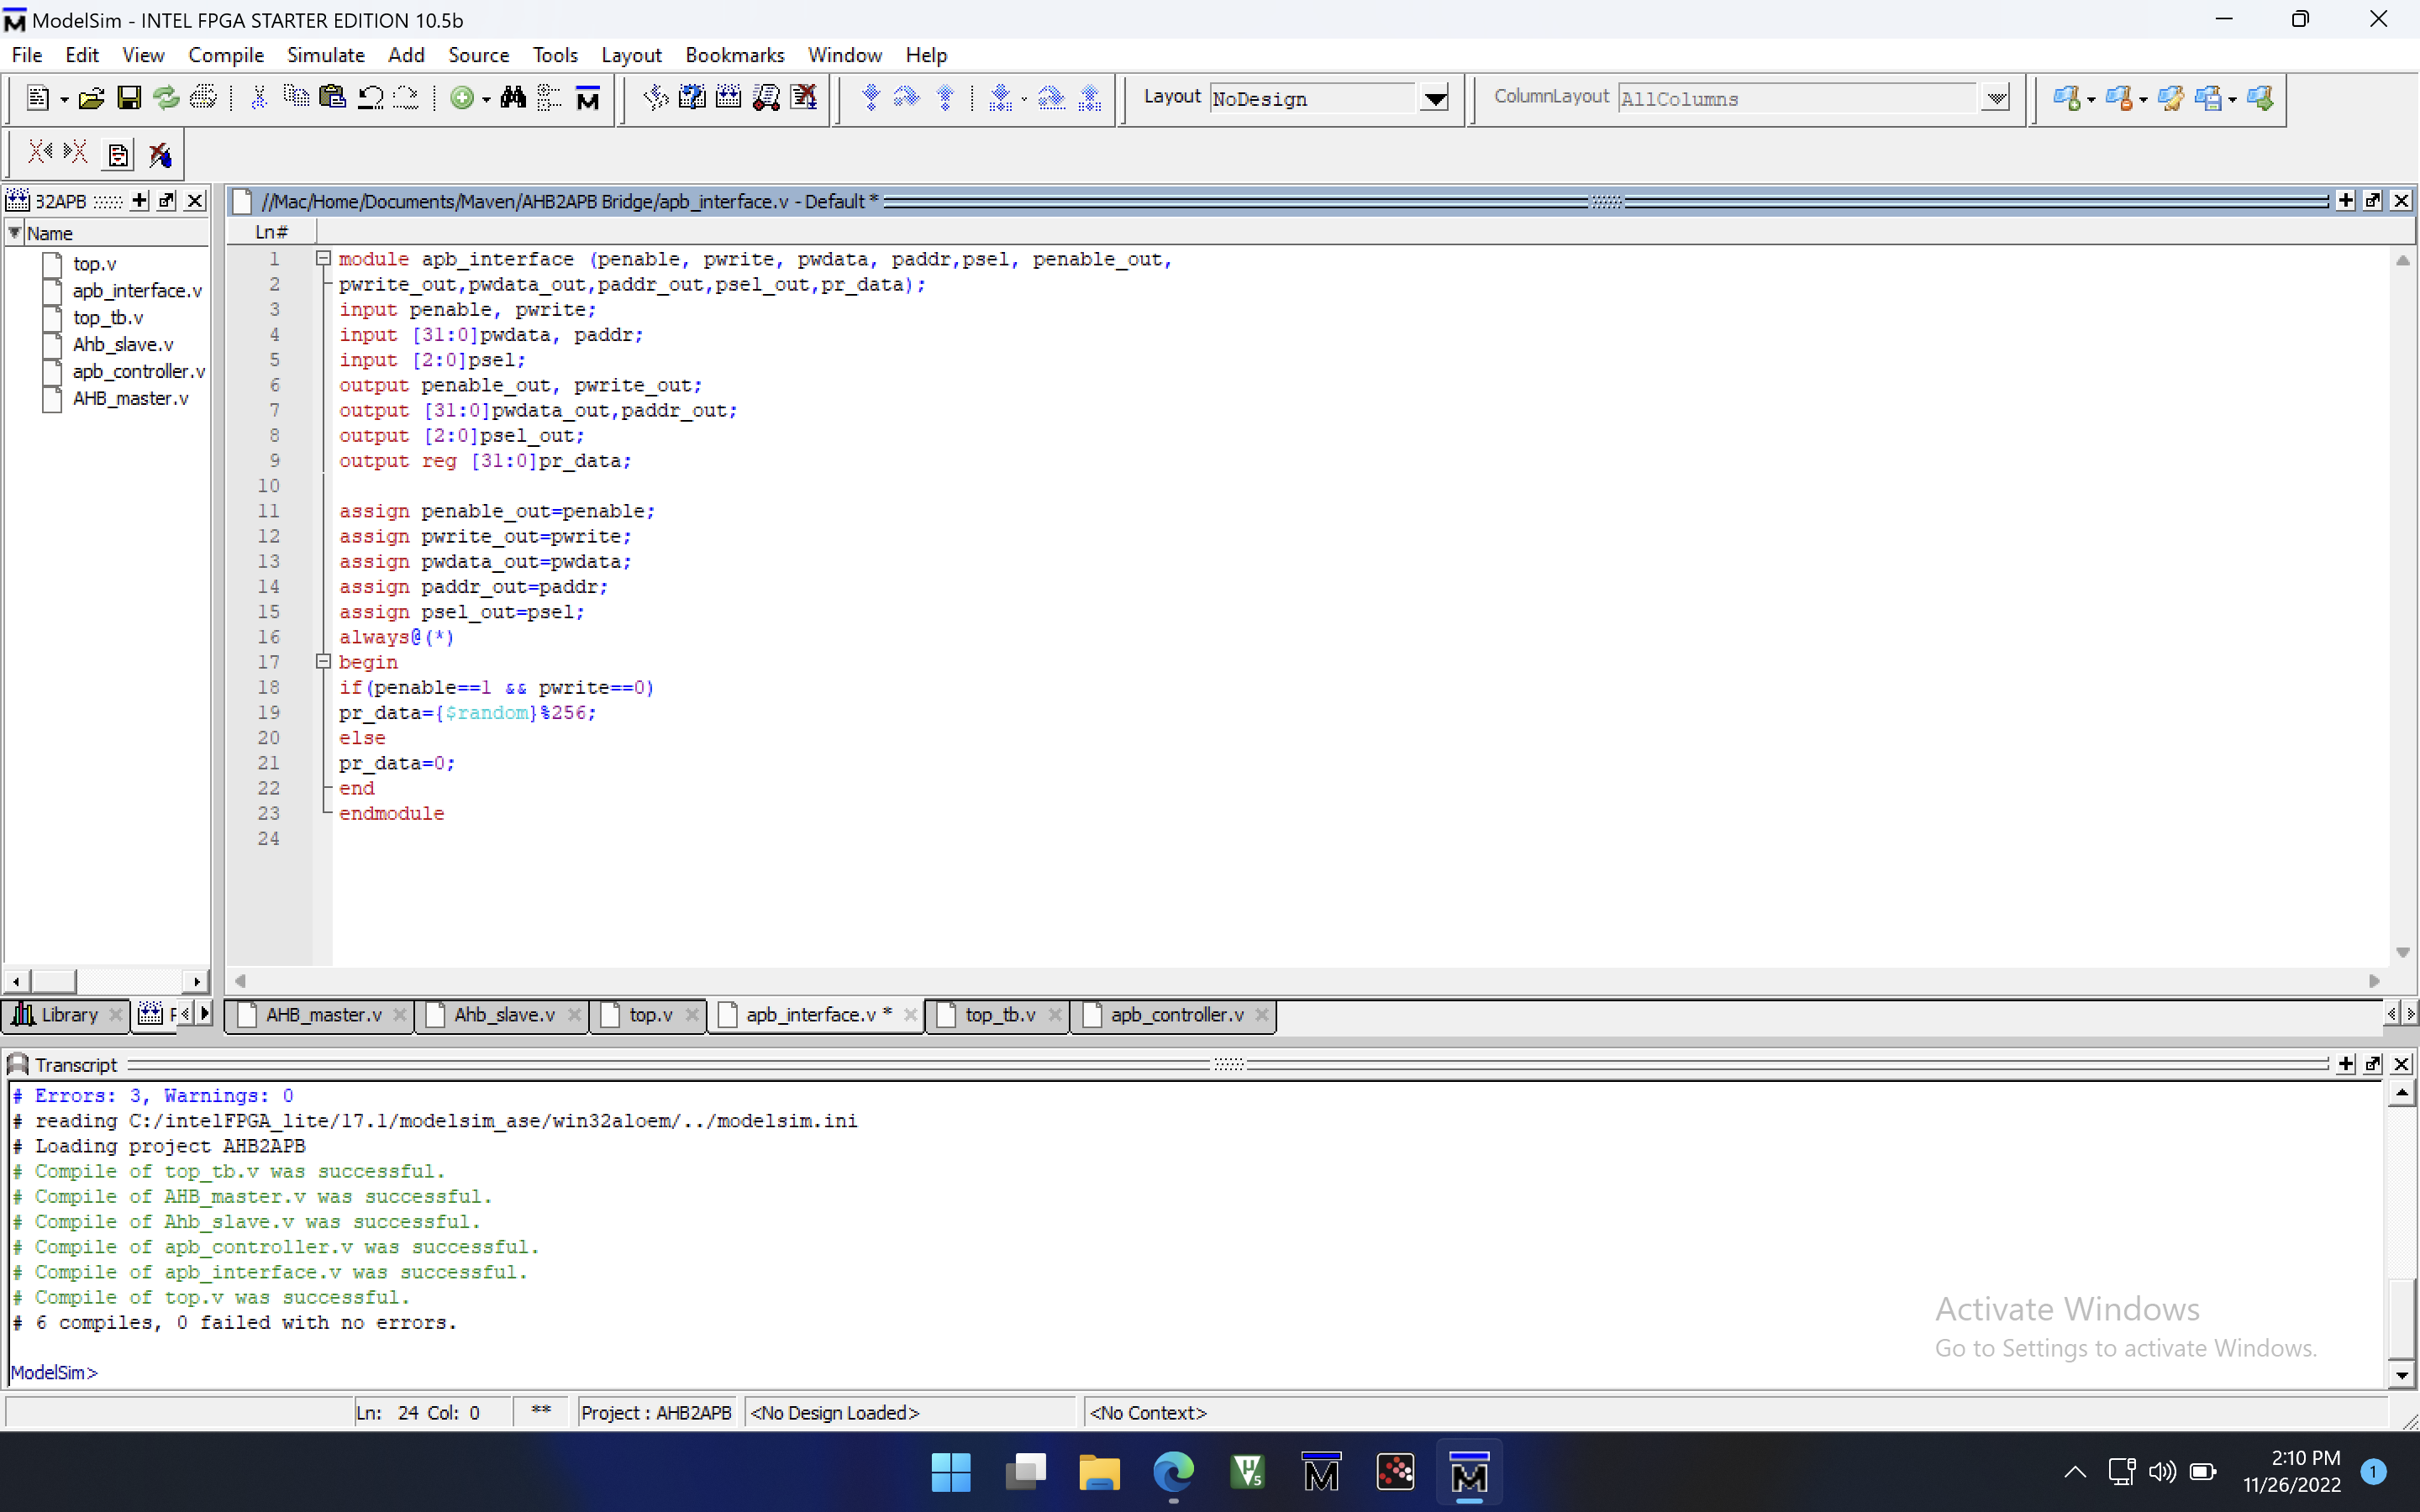 ModelSim - INTEL FPGA STARTER EDITION 10.5b
File Edit View Compile Simulate Add Source Tools Layout Bookmarks Window Help
Layout NoDesign ColumnLayout AllColumns
32APB
//Mac/Home/Documents/Maven/AHB2APB Bridge/apb_interface.v - Default *
Name
Ln#
top.v
apb_interface.v
top_tb.v
Ahb_slave.v
apb_controller.v
AHB_master.v
1 module apb_interface (penable, pwrite, pwdata, paddr,psel, penable_out,
2 pwrite_out,pwdata_out,paddr_out,psel_out,pr_data);
3 input penable, pwrite;
4 input [31:0]pwdata, paddr;
5 input [2:0]psel;
6 output penable_out, pwrite_out;
7 output [31:0]pwdata_out,paddr_out;
8 output [2:0]psel_out;
9 output reg [31:0]pr_data;
10
11 assign penable_out=penable;
12 assign pwrite_out=pwrite;
13 assign pwdata_out=pwdata;
14 assign paddr_out=paddr;
15 assign psel_out=psel;
16 always@(*)
17 begin
18 if(penable==1 && pwrite==0)
19 pr_data={$random}%256;
20 else
21 pr_data=0;
22 end
23 endmodule
24
Library
AHB_master.v Ahb_slave.v top.v apb_interface.v * top_tb.v apb_controller.v
Transcript
# Errors: 3, Warnings: 0
# reading C:/intelFPGA_lite/17.1/modelsim_ase/win32aloem/../modelsim.ini
# Loading project AHB2APB
# Compile of top_tb.v was successful.
# Compile of AHB_master.v was successful.
# Compile of Ahb_slave.v was successful.
# Compile of apb_controller.v was successful.
# Compile of apb_interface.v was successful.
# Compile of top.v was successful.
# 6 compiles, 0 failed with no errors.
ModelSim>
Activate Windows
Go to Settings to activate Windows.
Ln: 24 Col: 0 ** Project : AHB2APB <No Design Loaded> <No Context>
2:10 PM
11/26/2022
1